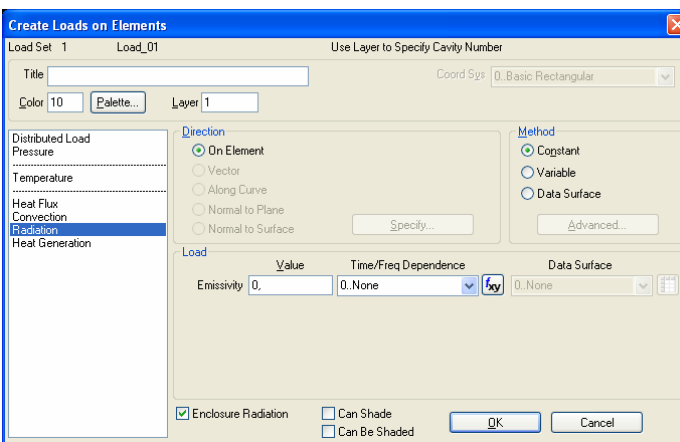 Create Loads on Elements
Load Set 1 Load_01 Use Layer to Specify Cavity Number
Title Coord Sys 0..Basic Rectangular
Color 10 Palette... Layer 1
Distributed Load
Pressure
Temperature
Heat Flux
Convection
Radiation
Heat Generation
Direction
On Element
Vector
Along Curve
Normal to Plane
Normal to Surface
Specify...
Method
Constant
Variable
Data Surface
Advanced...
Load
Value Time/Freq Dependence Data Surface
Emissivity 0, 0..None fxy 0..None
Enclosure Radiation Can Shade OK Cancel
Can Be Shaded